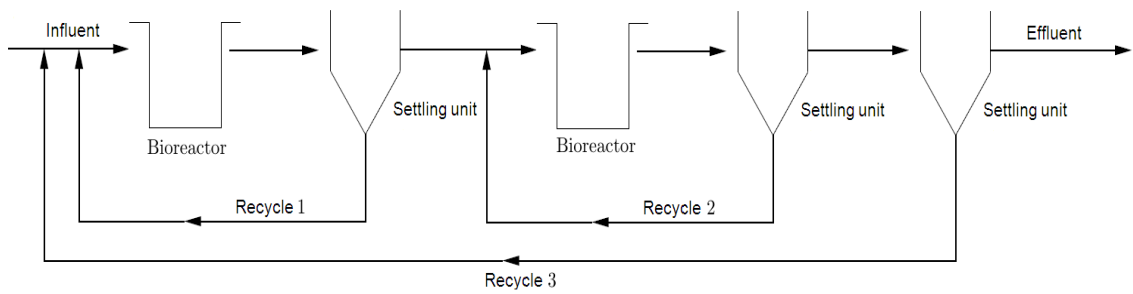 Influent
Effluent
Settling unit
Settling unit
Settling unit
Bioreactor
Bioreactor
Recycle 1
Recycle 2
Recycle 3